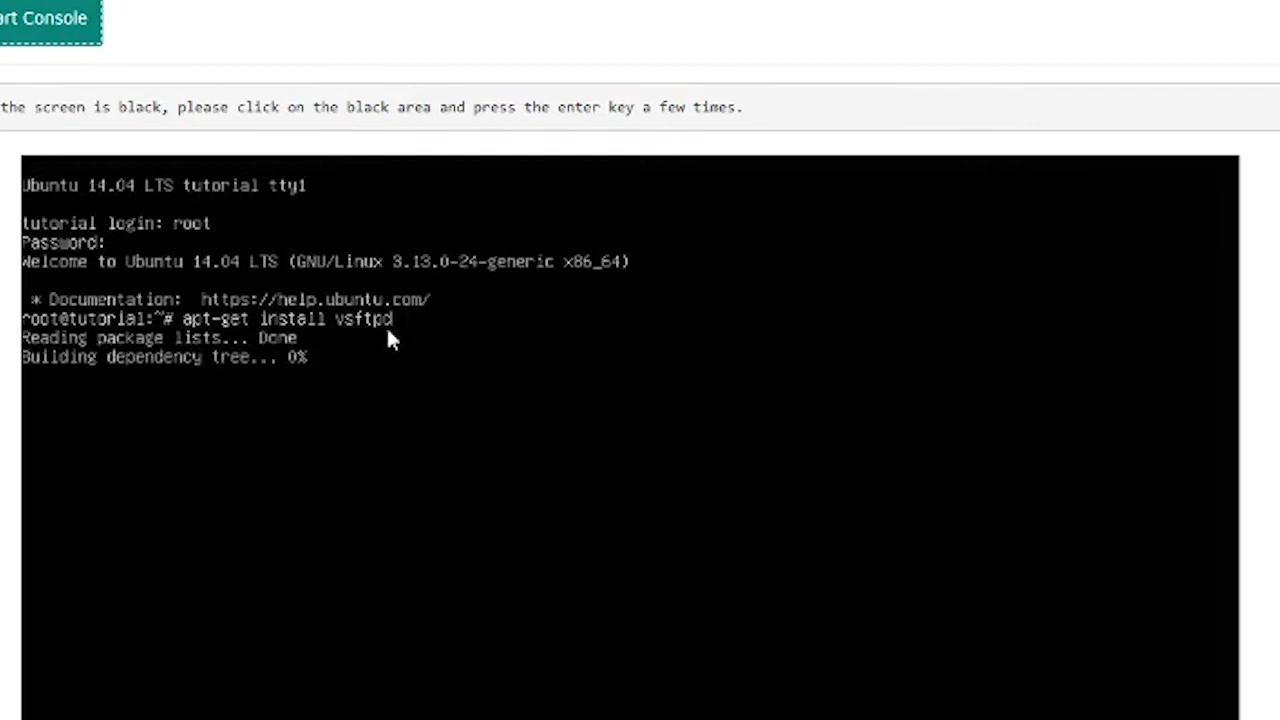 art Console
the screen is black, please click on the black area and press the enter key a few times.
Ubuntu 14.04 LTS tutorial tty1
tutorial login: root
Password:
Welcome to Ubuntu 14.04 LTS (GNU/Linux 3.13.0-24-generic x86_64)
* Documentation:  https://help.ubuntu.com/
root@tutorial:~# apt-get install vsftpd
Reading package lists... Done
Building dependency tree... 0%